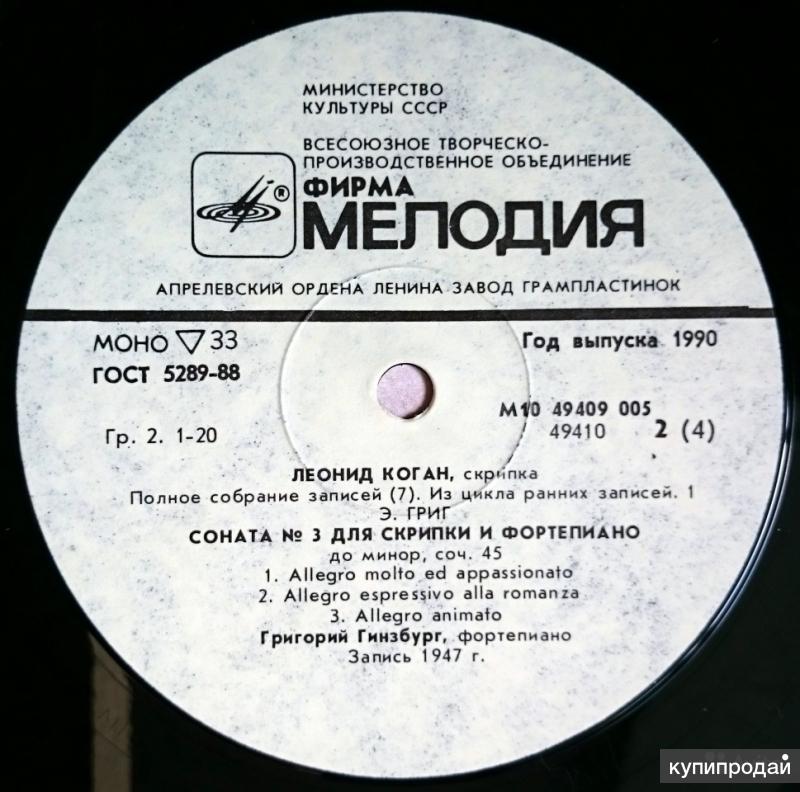 МИНИСТЕРСТВО
КУЛЬТУРЫ СССР
ВСЕСОЮЗНОЕ ТВОРЧЕСКО-
ПРОИЗВОДСТВЕННОЕ ОБЪЕДИНЕНИЕ
®
ФИРМА
МЕЛОДИЯ
АПРЕЛЕВСКИЙ ОРДЕНА ЛЕНИНА ЗАВОД ГРАМПЛАСТИНОК
МОНО ▽ 33
Год выпуска 1990
ГОСТ 5289-88
М10 49409 005
Гр. 2. 1-20
49410 2 (4)
ЛЕОНИД КОГАН, скрипка
Полное собрание записей (7). Из цикла ранних записей. 1
Э. ГРИГ
СОНАТА № 3 ДЛЯ СКРИПКИ И ФОРТЕПИАНО
до минор, соч. 45
1. Allegro molto ed appassionato
2. Allegro espressivo alla romanza
3. Allegro animato
Григорий Гинзбург, фортепиано
Запись 1947 г.
купипродай